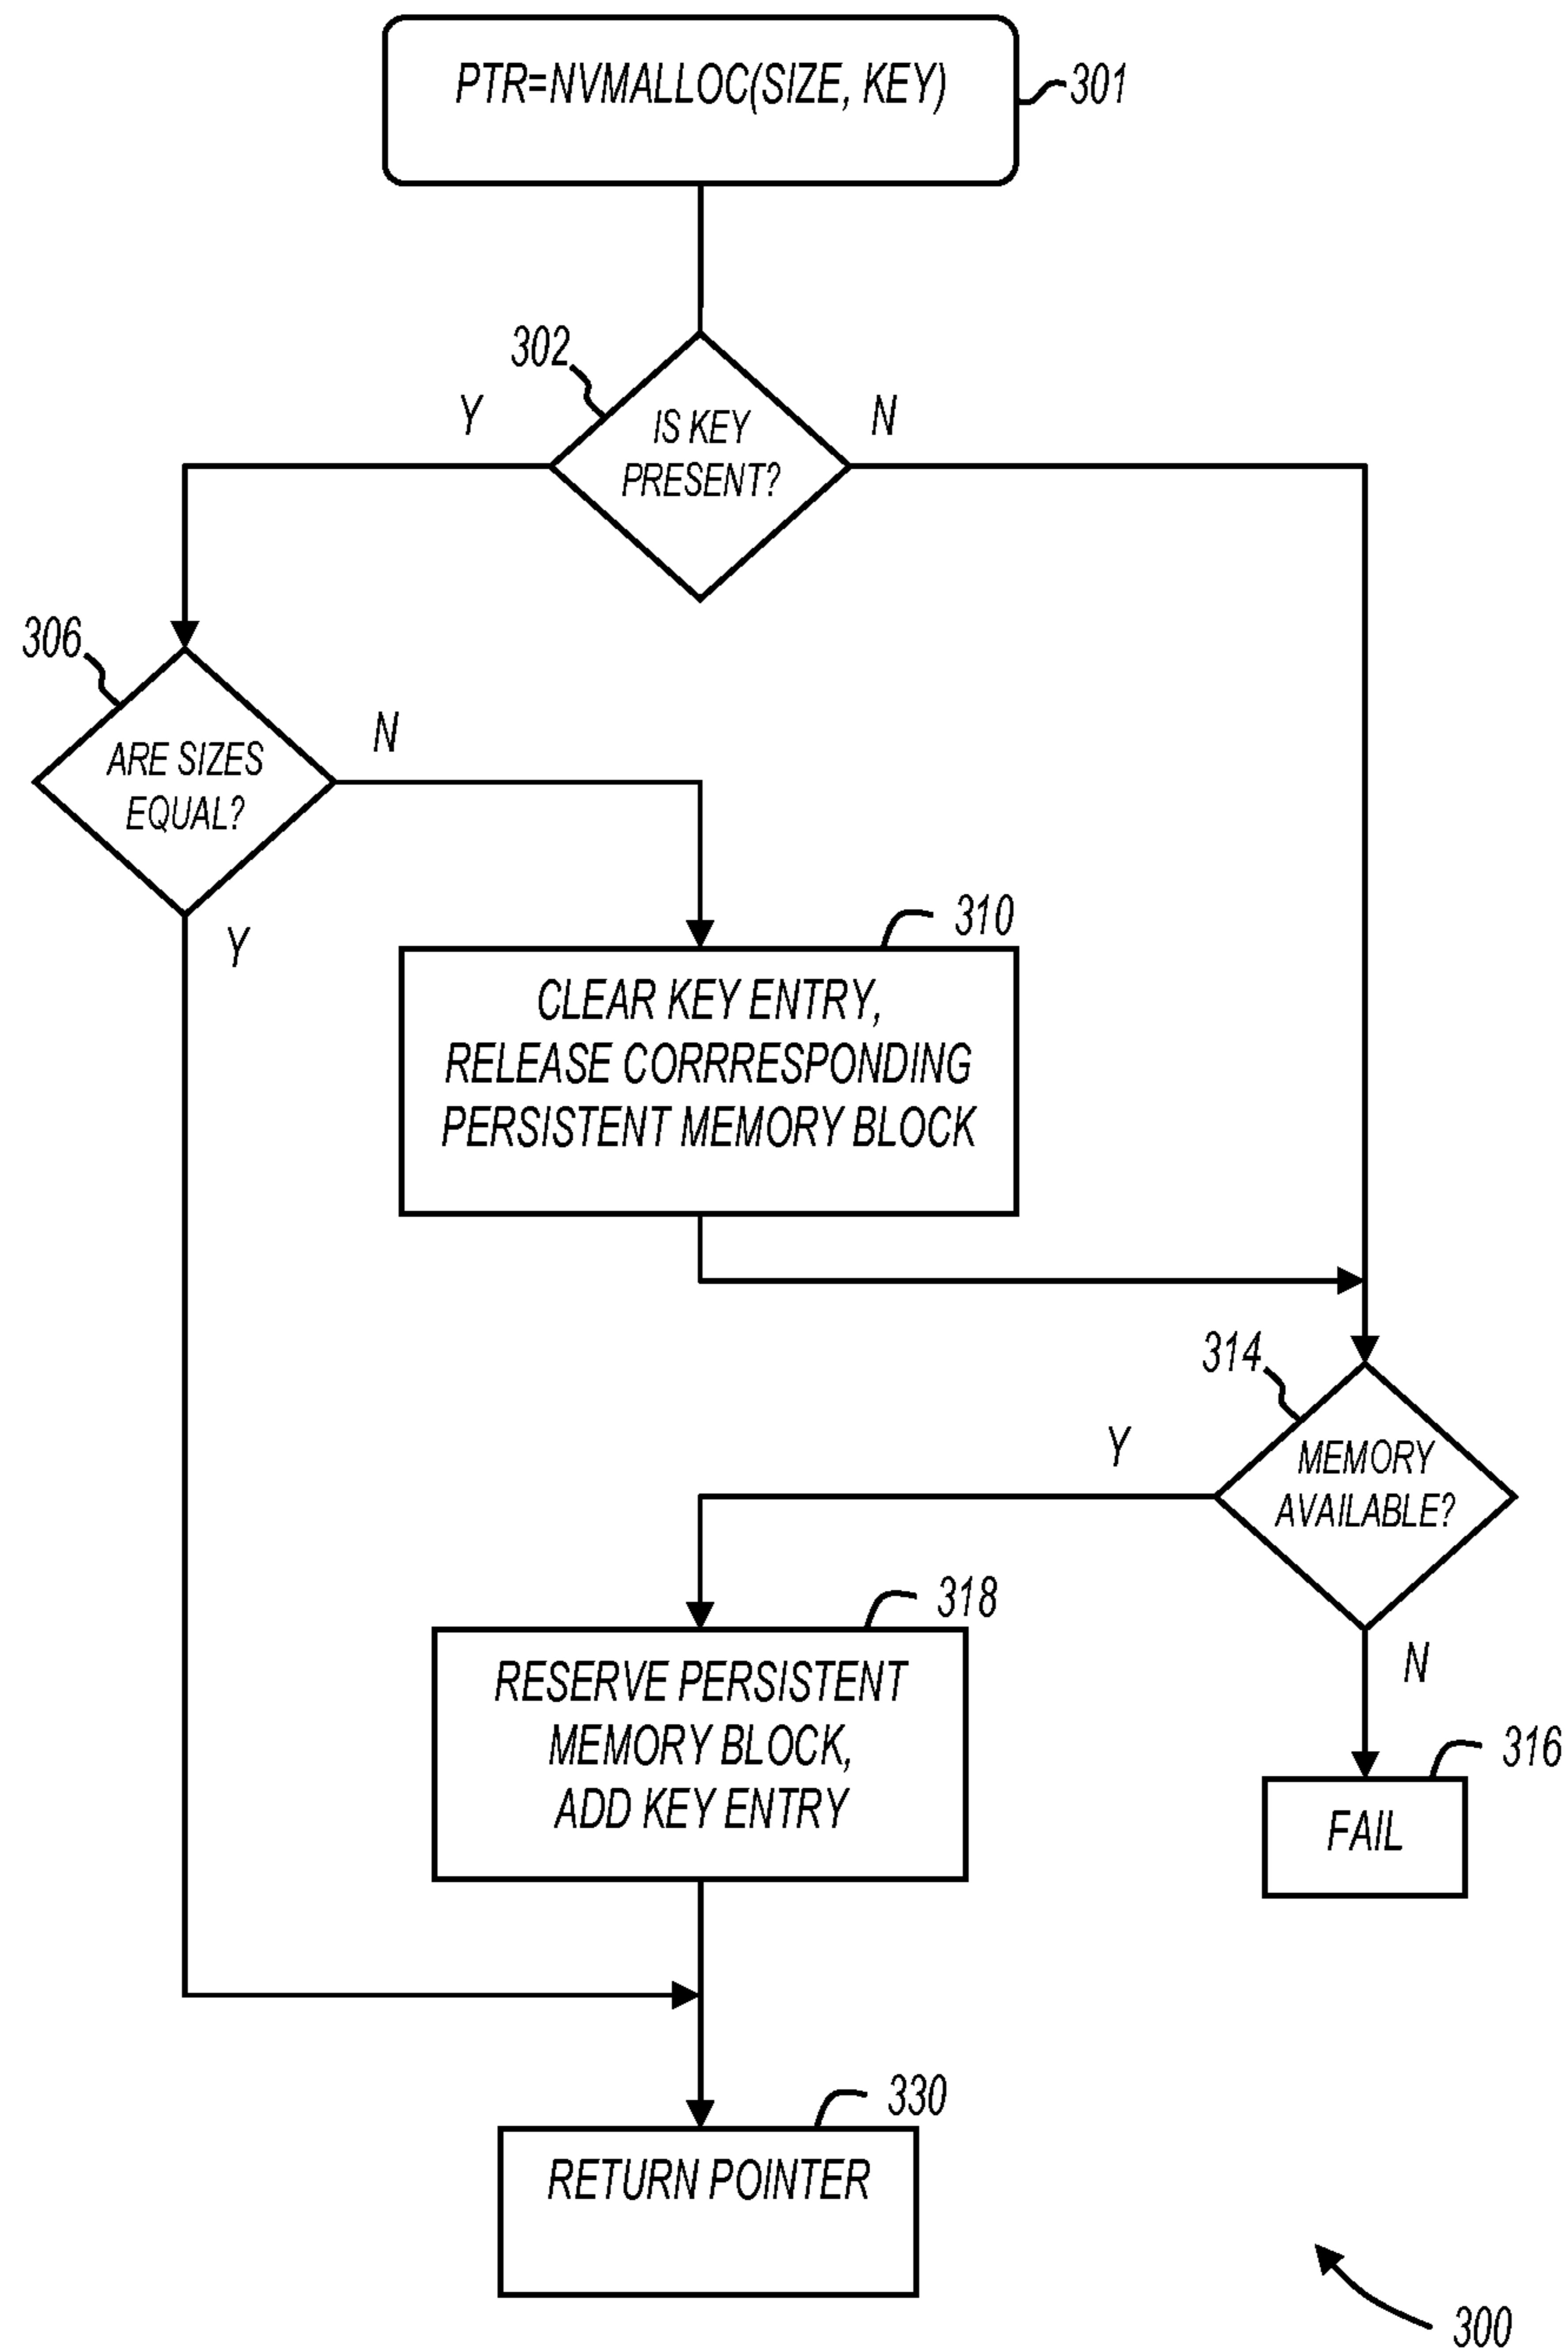 PTR=NVMALLOC(SIZE, KEY)
301
302
Y
N
IS KEY
PRESENT?
306
N
ARE SIZES
EQUAL?
Y
310
CLEAR KEY ENTRY,
RELEASE CORRRESPONDING
PERSISTENT MEMORY BLOCK
314
Y
MEMORY
AVAILABLE?
N
318
RESERVE PERSISTENT
MEMORY BLOCK,
ADD KEY ENTRY
316
FAIL
330
RETURN POINTER
300